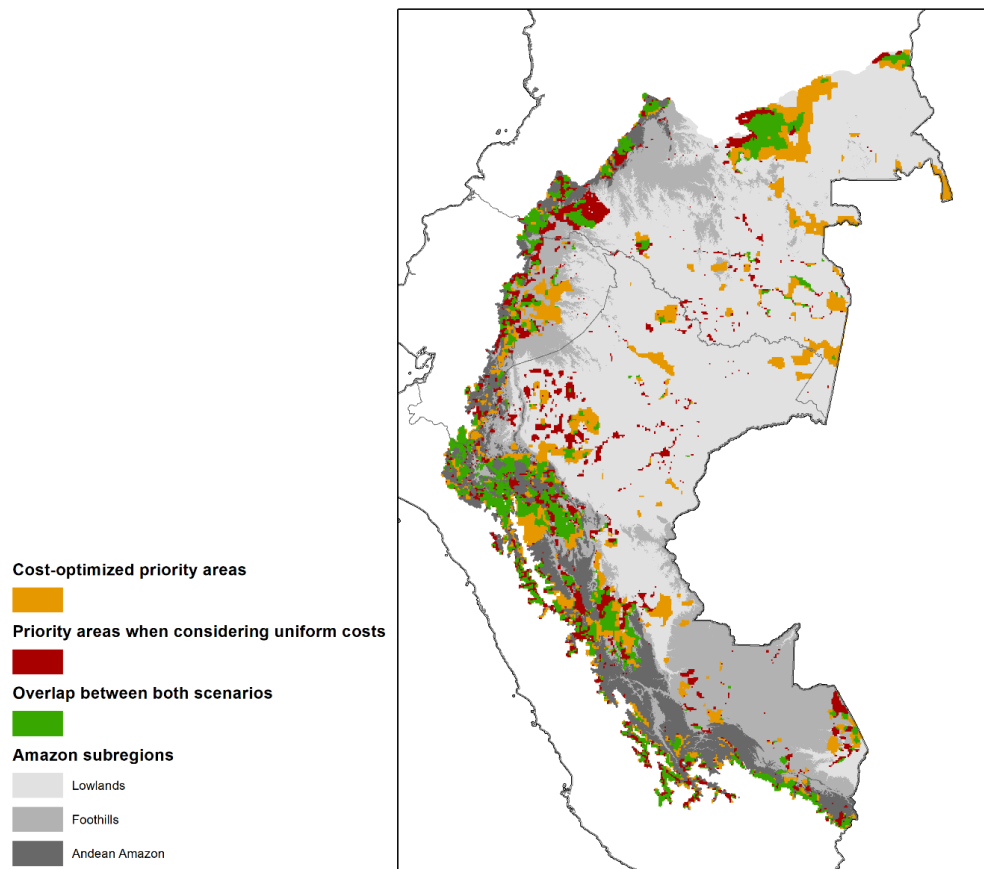 Cost-optimized priority areas
Priority areas when considering uniform costs
Overlap between both scenarios
Amazon subregions
Lowlands
Foothills
Andean Amazon